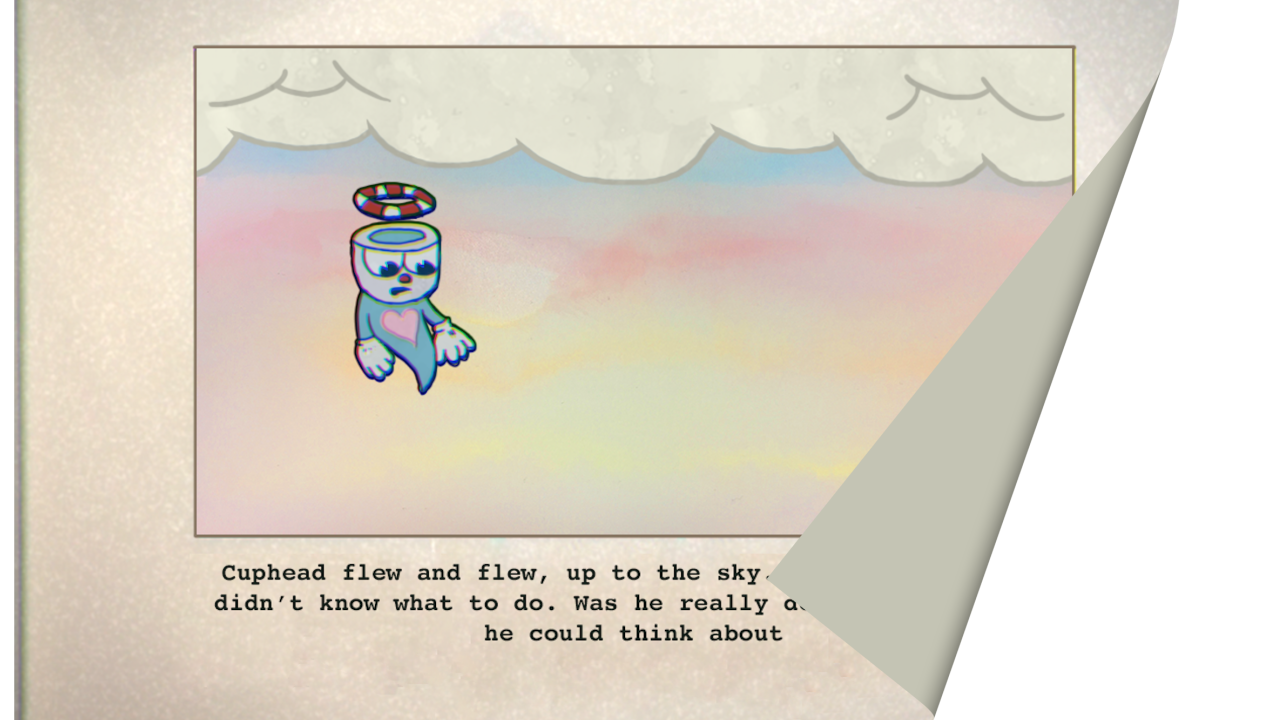 Cuphead flew and flew, up to the sky.
didn’t know what to do. Was he really
he could think about